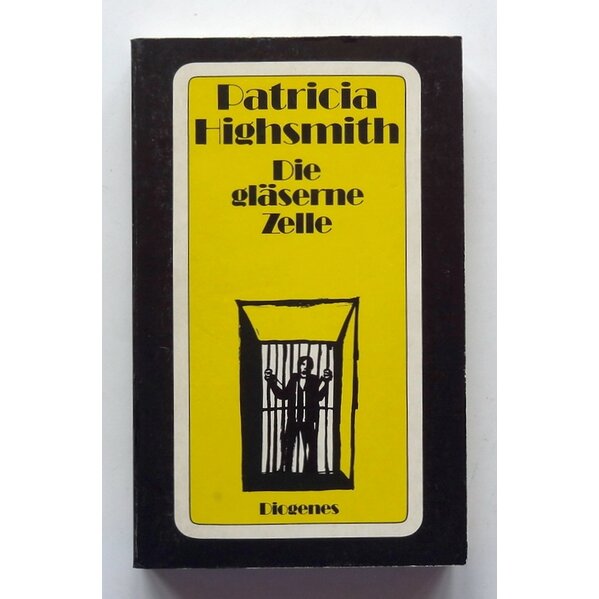 Patricia
Highsmith
Die
gläserne
Zelle
Diogenes